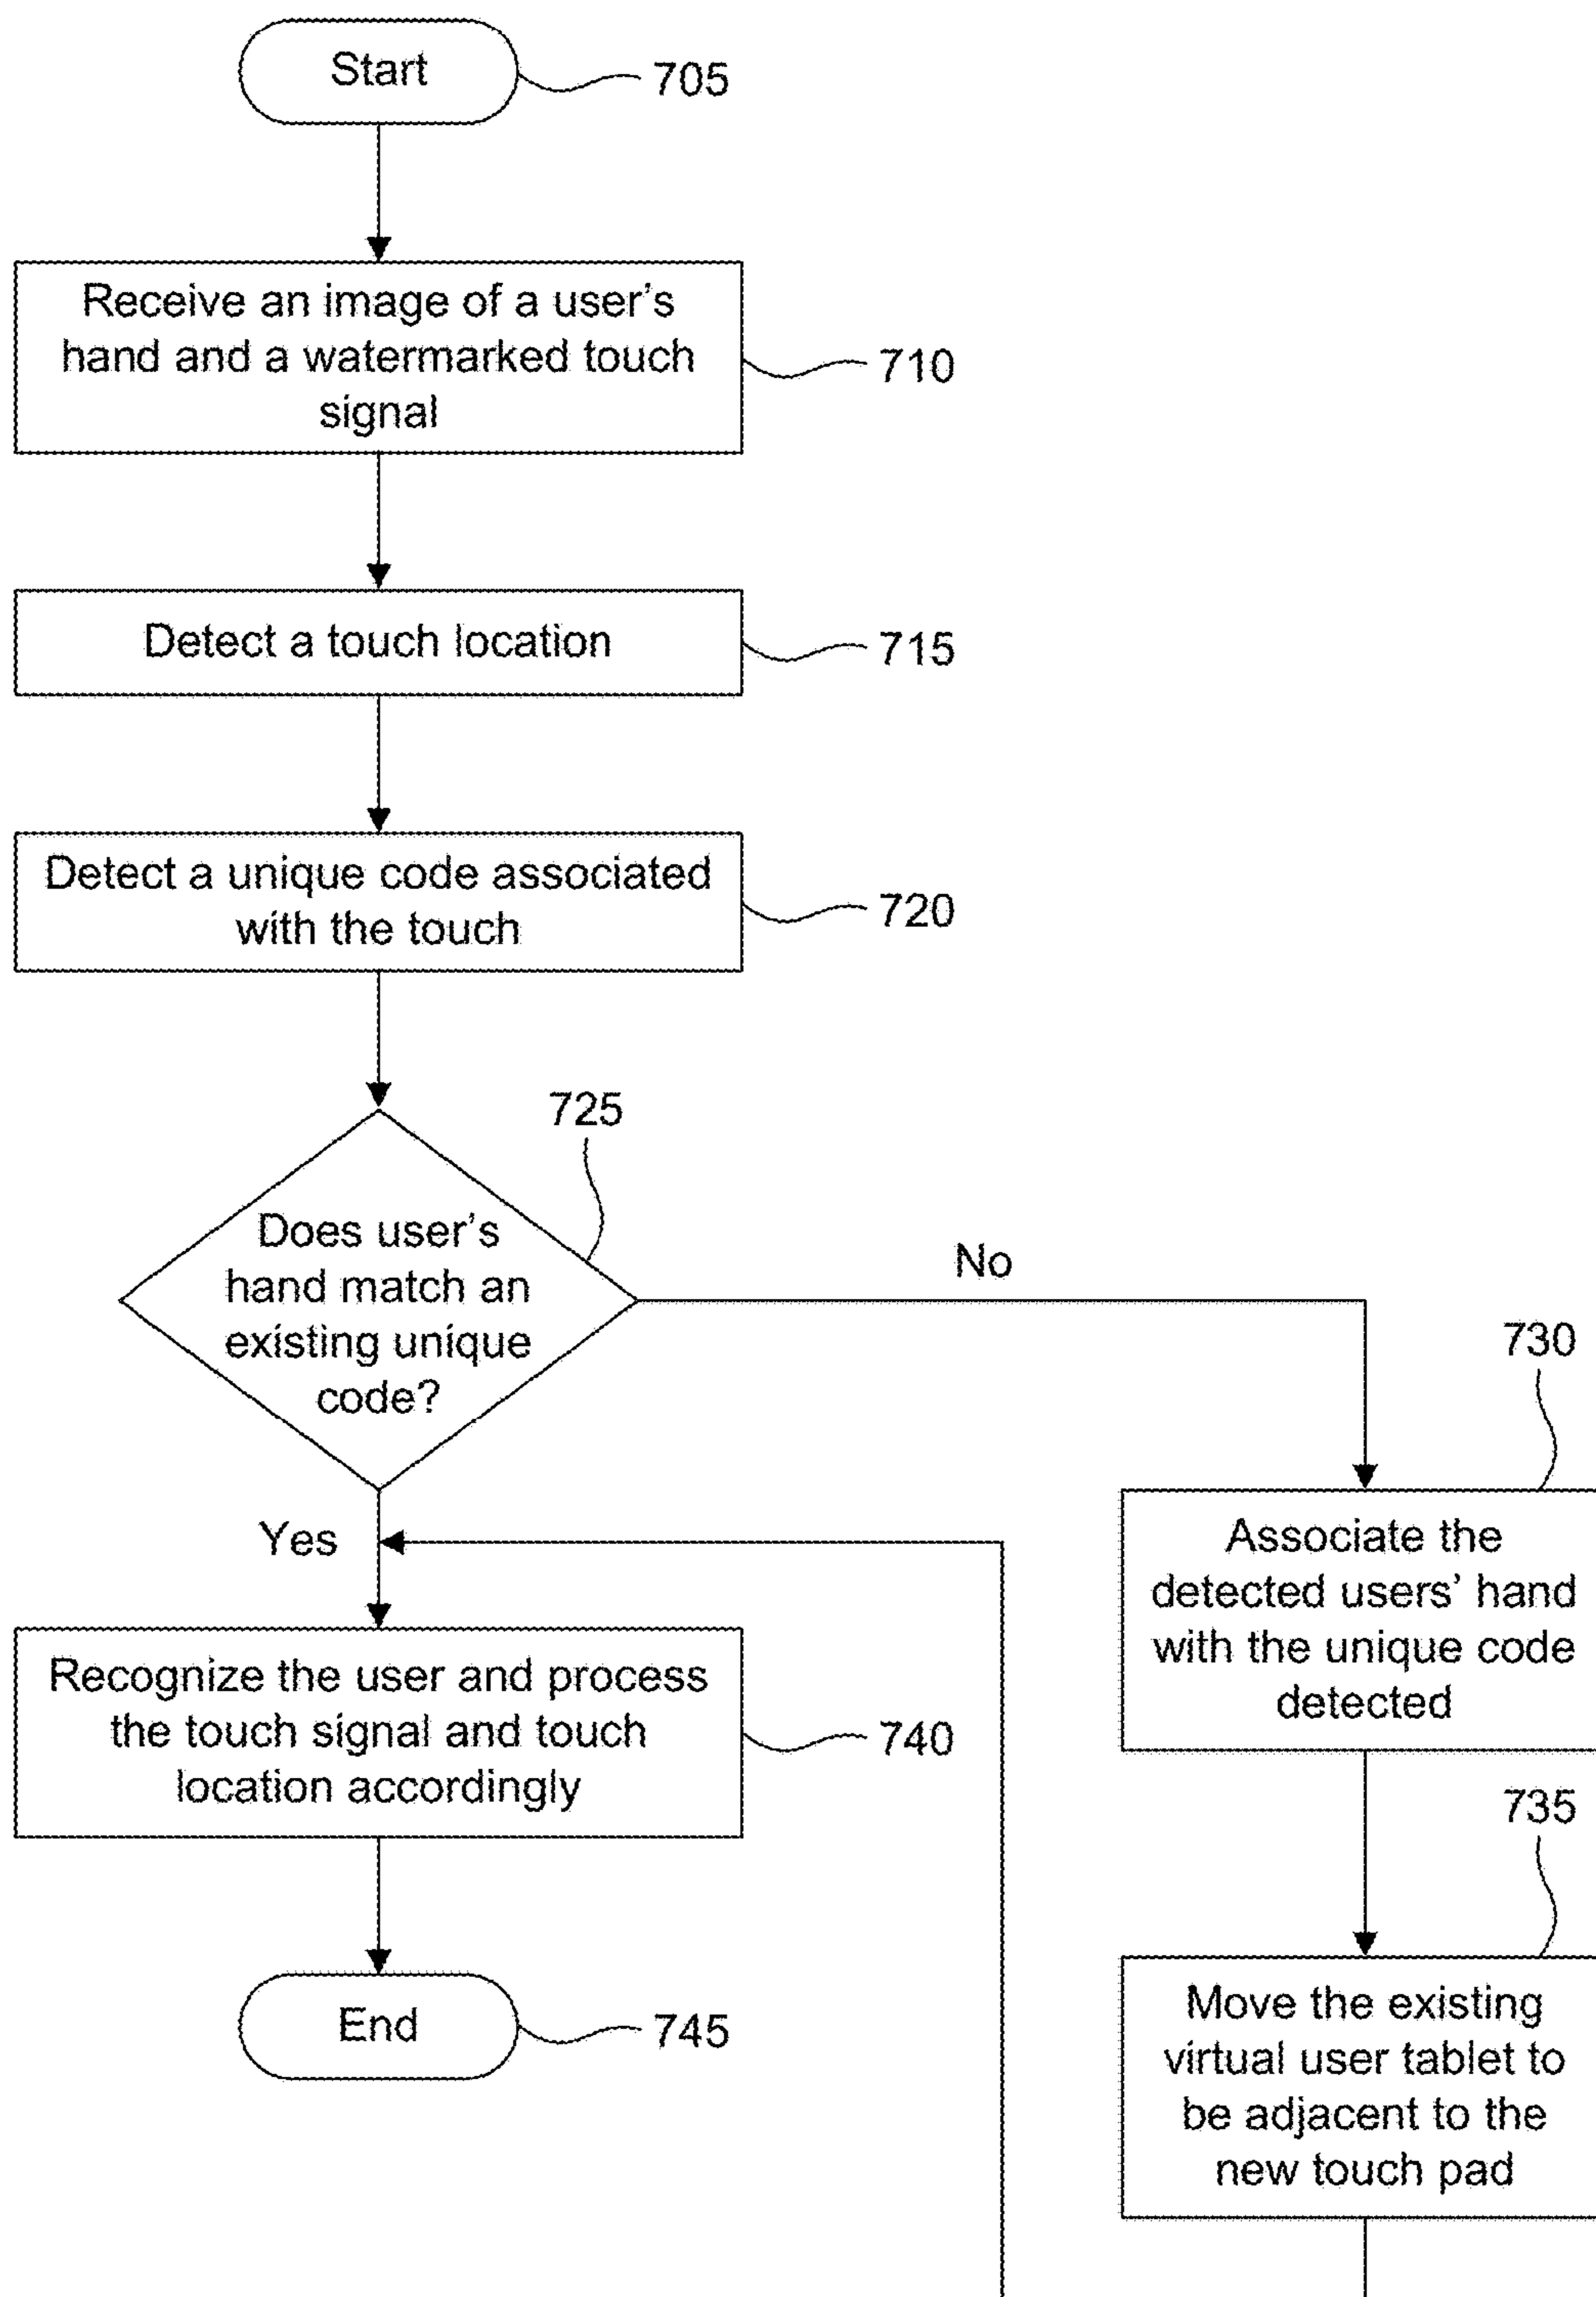 Start
705
Receive an image of a user's
hand and a watermarked touch
signal
710
Detect a touch location
715
Detect a unique code associated
with the touch
720
725
Does user's
hand match an
existing unique
code?
No
730
Associate the
detected users' hand
with the unique code
detected
Yes
Recognize the user and process
the touch signal and touch
location accordingly
740
735
Move the existing
virtual user tablet to
be adjacent to the
new touch pad
End
745